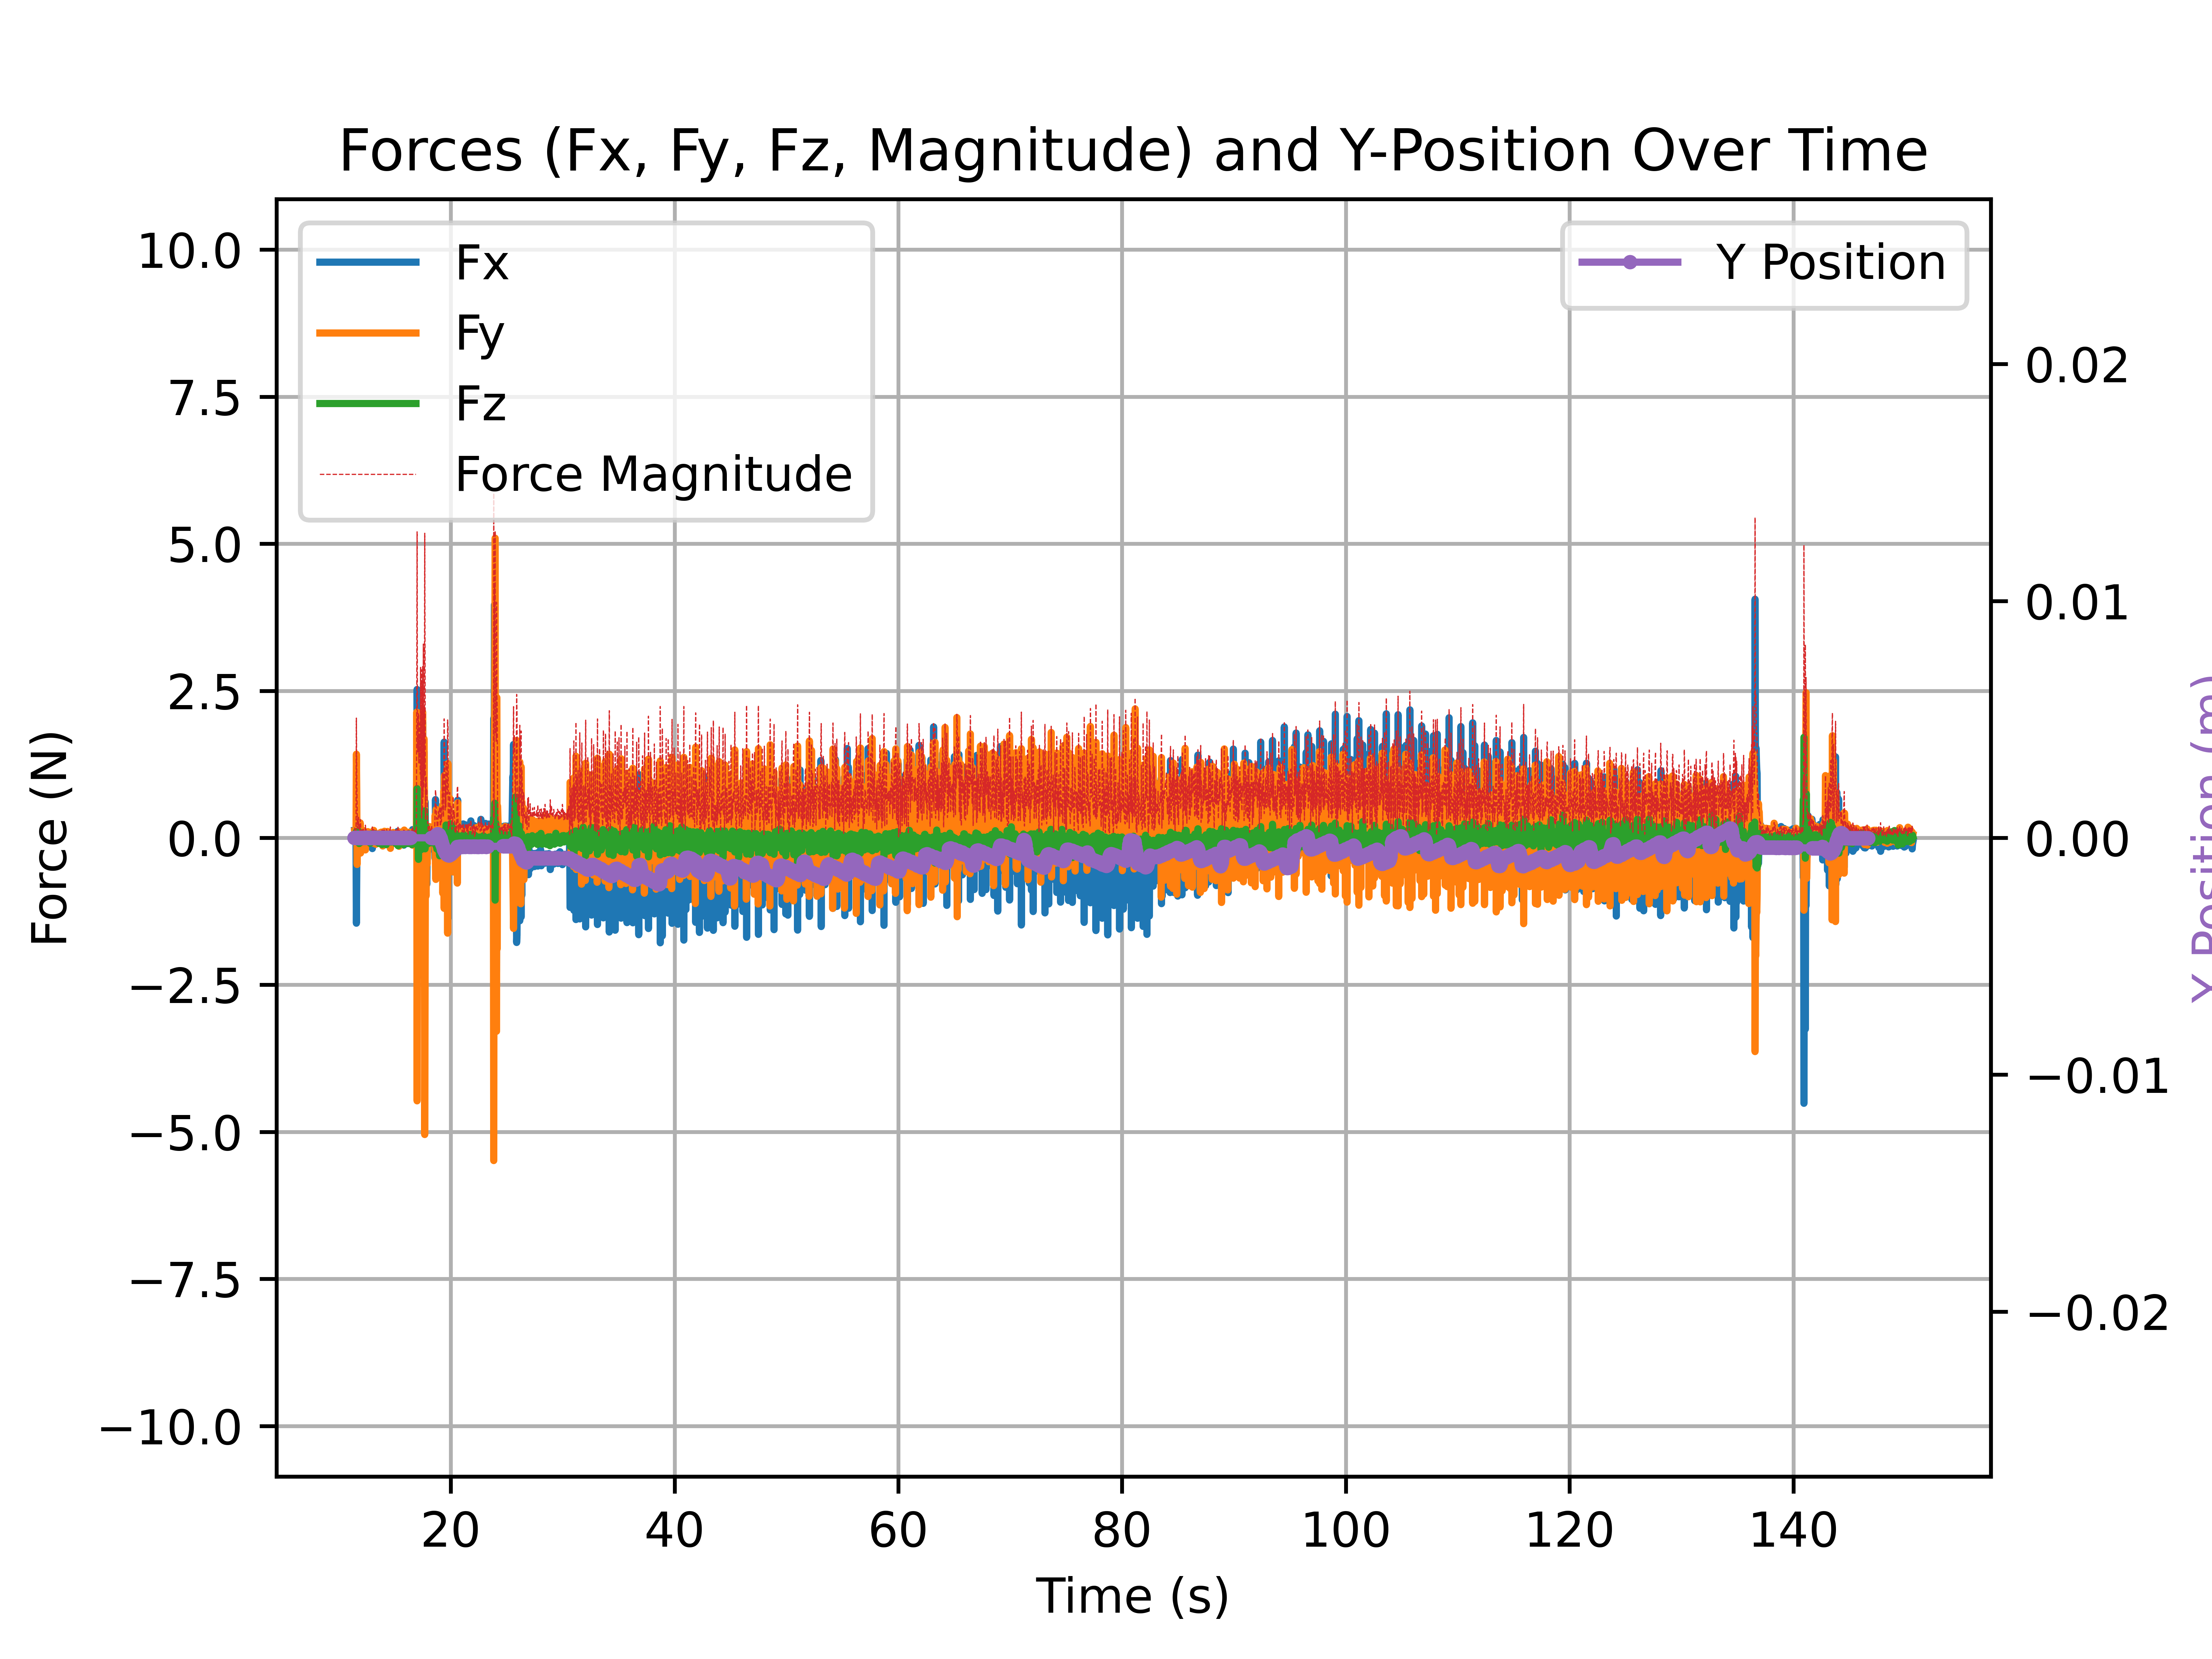 Forces (Fx, Fy, Fz, Magnitude) and Y-Position Over Time
Fx
Fy
Fz
Force Magnitude
Y Position
10.0
7.5
5.0
2.5
0.0
−2.5
−5.0
−7.5
−10.0
Force (N)
0.02
0.01
0.00
−0.01
−0.02
Y Position (m)
20 40 60 80 100 120 140
Time (s)